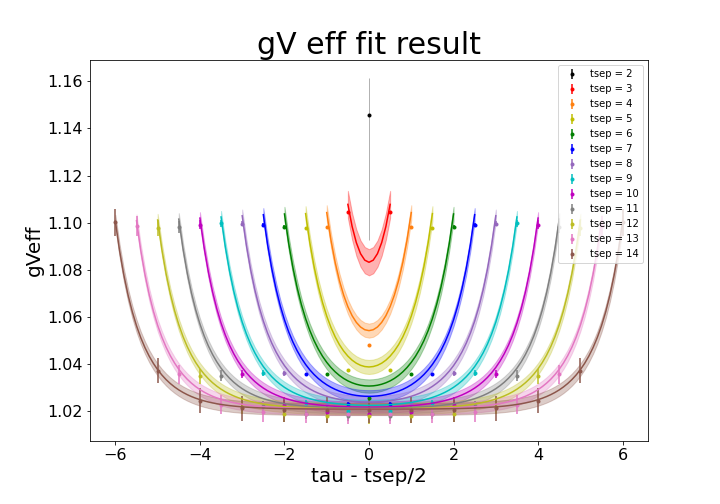 gV eff fit result
1.16
1.14
1.12
1.10
1.08
1.06
1.04
1.02
gVeff
tsep = 2
tsep = 3
tsep = 4
tsep = 5
tsep = 6
tsep = 7
tsep = 8
tsep = 9
tsep = 10
tsep = 11
tsep = 12
tsep = 13
tsep = 14
−6 −4 −2 0 2 4 6
tau - tsep/2